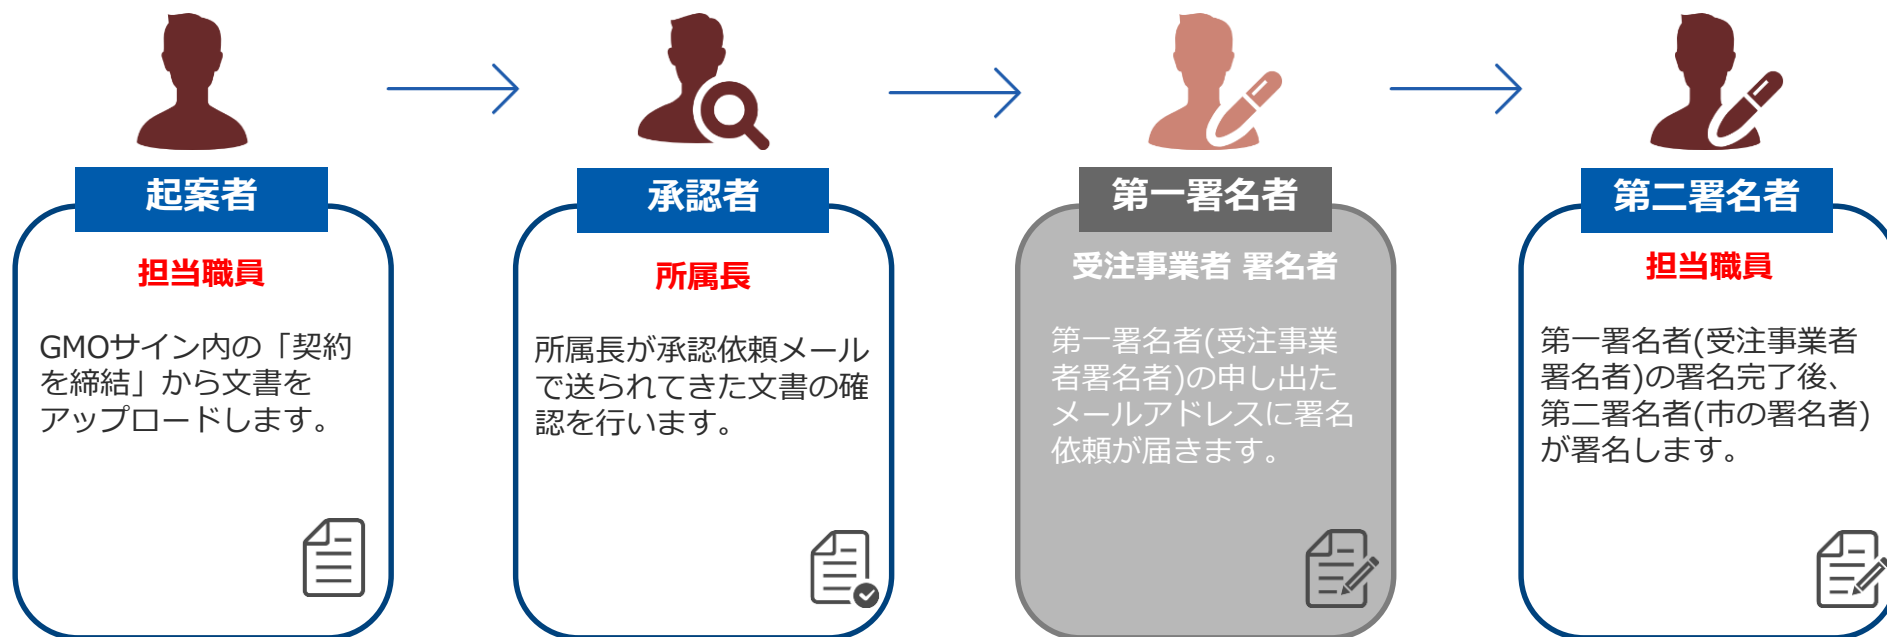 起案者
担当職員
GMOサイン内の「契約
を締結」から文書を
アップロードします。
承認者
所属長
所属長が承認依頼メール
で送られてきた文書の確
認を行います。
第一署名者
受注事業者 署名者
第一署名者(受注事業
者署名者)の申し出た
メールアドレスに署名
依頼が届きます。
第二署名者
担当職員
第一署名者(受注事業者
署名者)の署名完了後、
第二署名者(市の署名者)
が署名します。